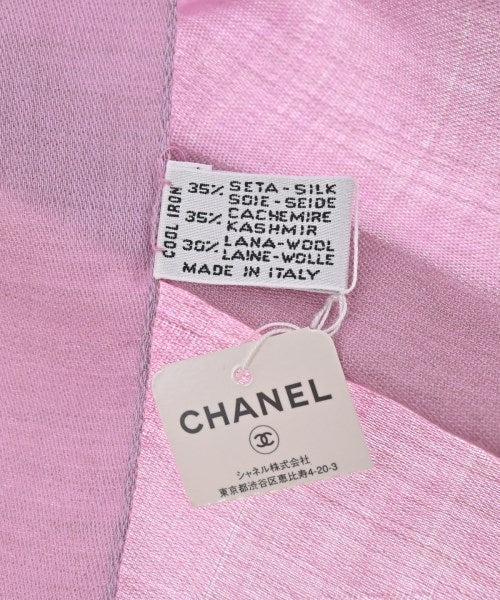 COOL IRON
35% SETA-SILK
SOIE-SEIDE
35% CACHEMIRE
KASHMIR
30% LANA-WOOL
LAINE-WOLLE
MADE IN ITALY
CHANEL
シャネル株式会社
東京都渋谷区恵比寿4-20-3